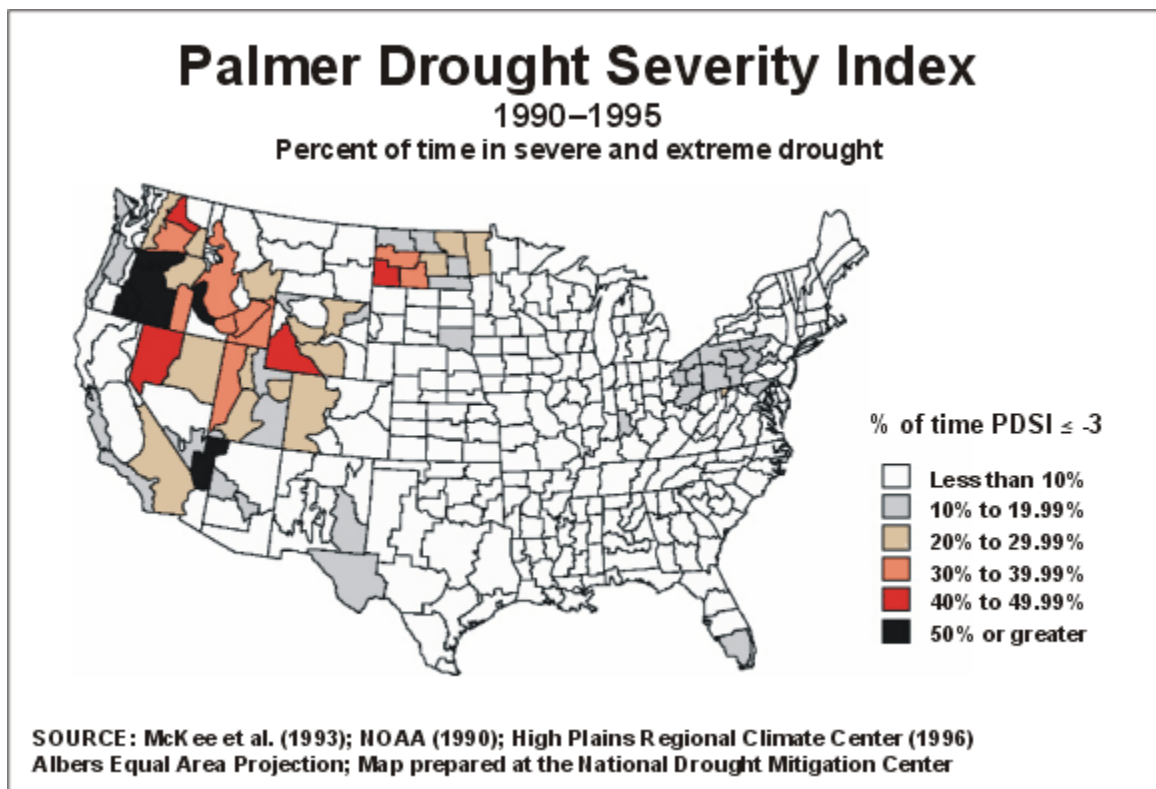 Palmer Drought Severity Index
1990–1995
Percent of time in severe and extreme drought
% of time PDSI ≤ -3
Less than 10%
10% to 19.99%
20% to 29.99%
30% to 39.99%
40% to 49.99%
50% or greater
SOURCE: McKee et al. (1993); NOAA (1990); High Plains Regional Climate Center (1996)
Albers Equal Area Projection; Map prepared at the National Drought Mitigation Center